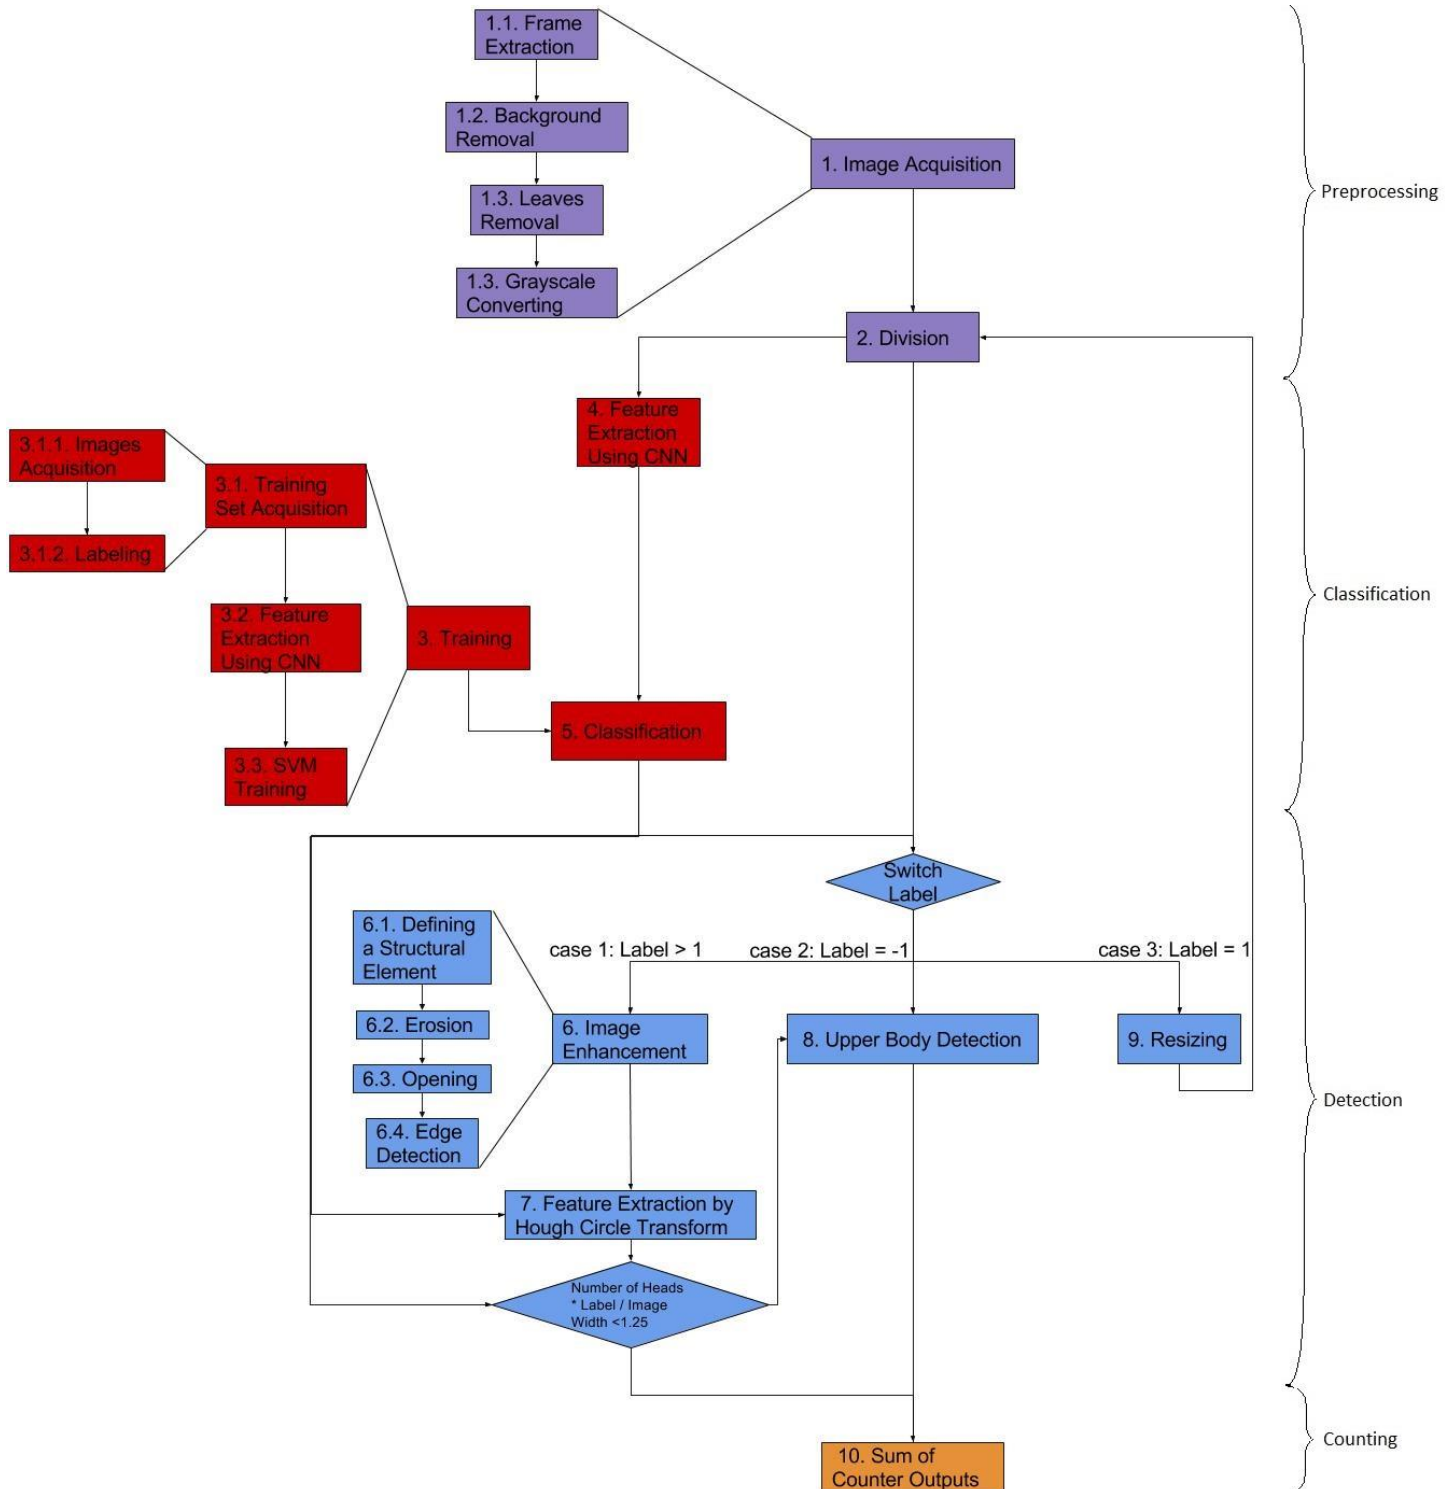 1.1. Frame
Extraction
1.2. Background
Removal
1. Image Acquisition
1.3. Leaves
Removal
Preprocessing
1.3. Grayscale
Converting
2. Division
4. Feature
Extraction
Using CNN
3.1.1. Images
Acquisition
3.1. Training
Set Acquisition
3.1.2. Labeling
Classification
3.2. Feature
Extraction
Using CNN
3. Training
5. Classification
3.3. SVM
Training
Switch
Label
6.1. Defining
a Structural
Element
case 1: Label > 1
case 2: Label = -1
case 3: Label = 1
6.2. Erosion
6. Image
Enhancement
8. Upper Body Detection
9. Resizing
6.3. Opening
Detection
6.4. Edge
Detection
7. Feature Extraction by
Hough Circle Transform
Number of Heads
* Label / Image
Width <1.25
Counting
10. Sum of
Counter Outputs